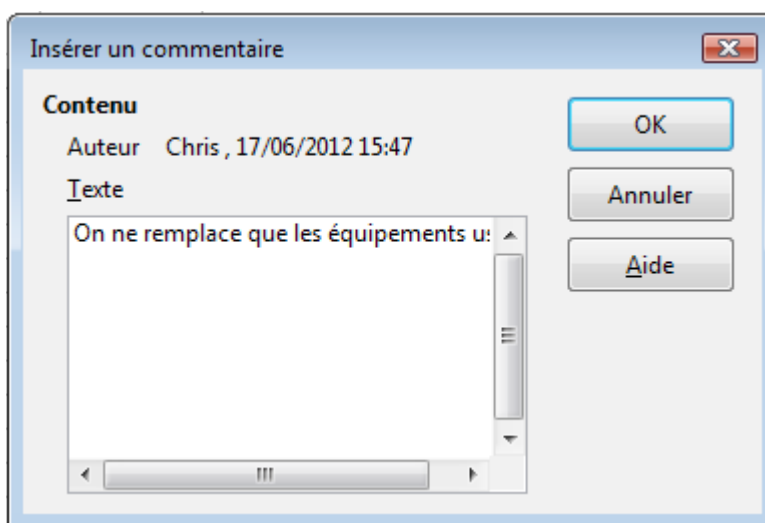 Insérer un commentaire
Contenu
OK
Auteur Chris , 17/06/2012 15:47
Texte
Annuler
On ne remplace que les équipements
Aide